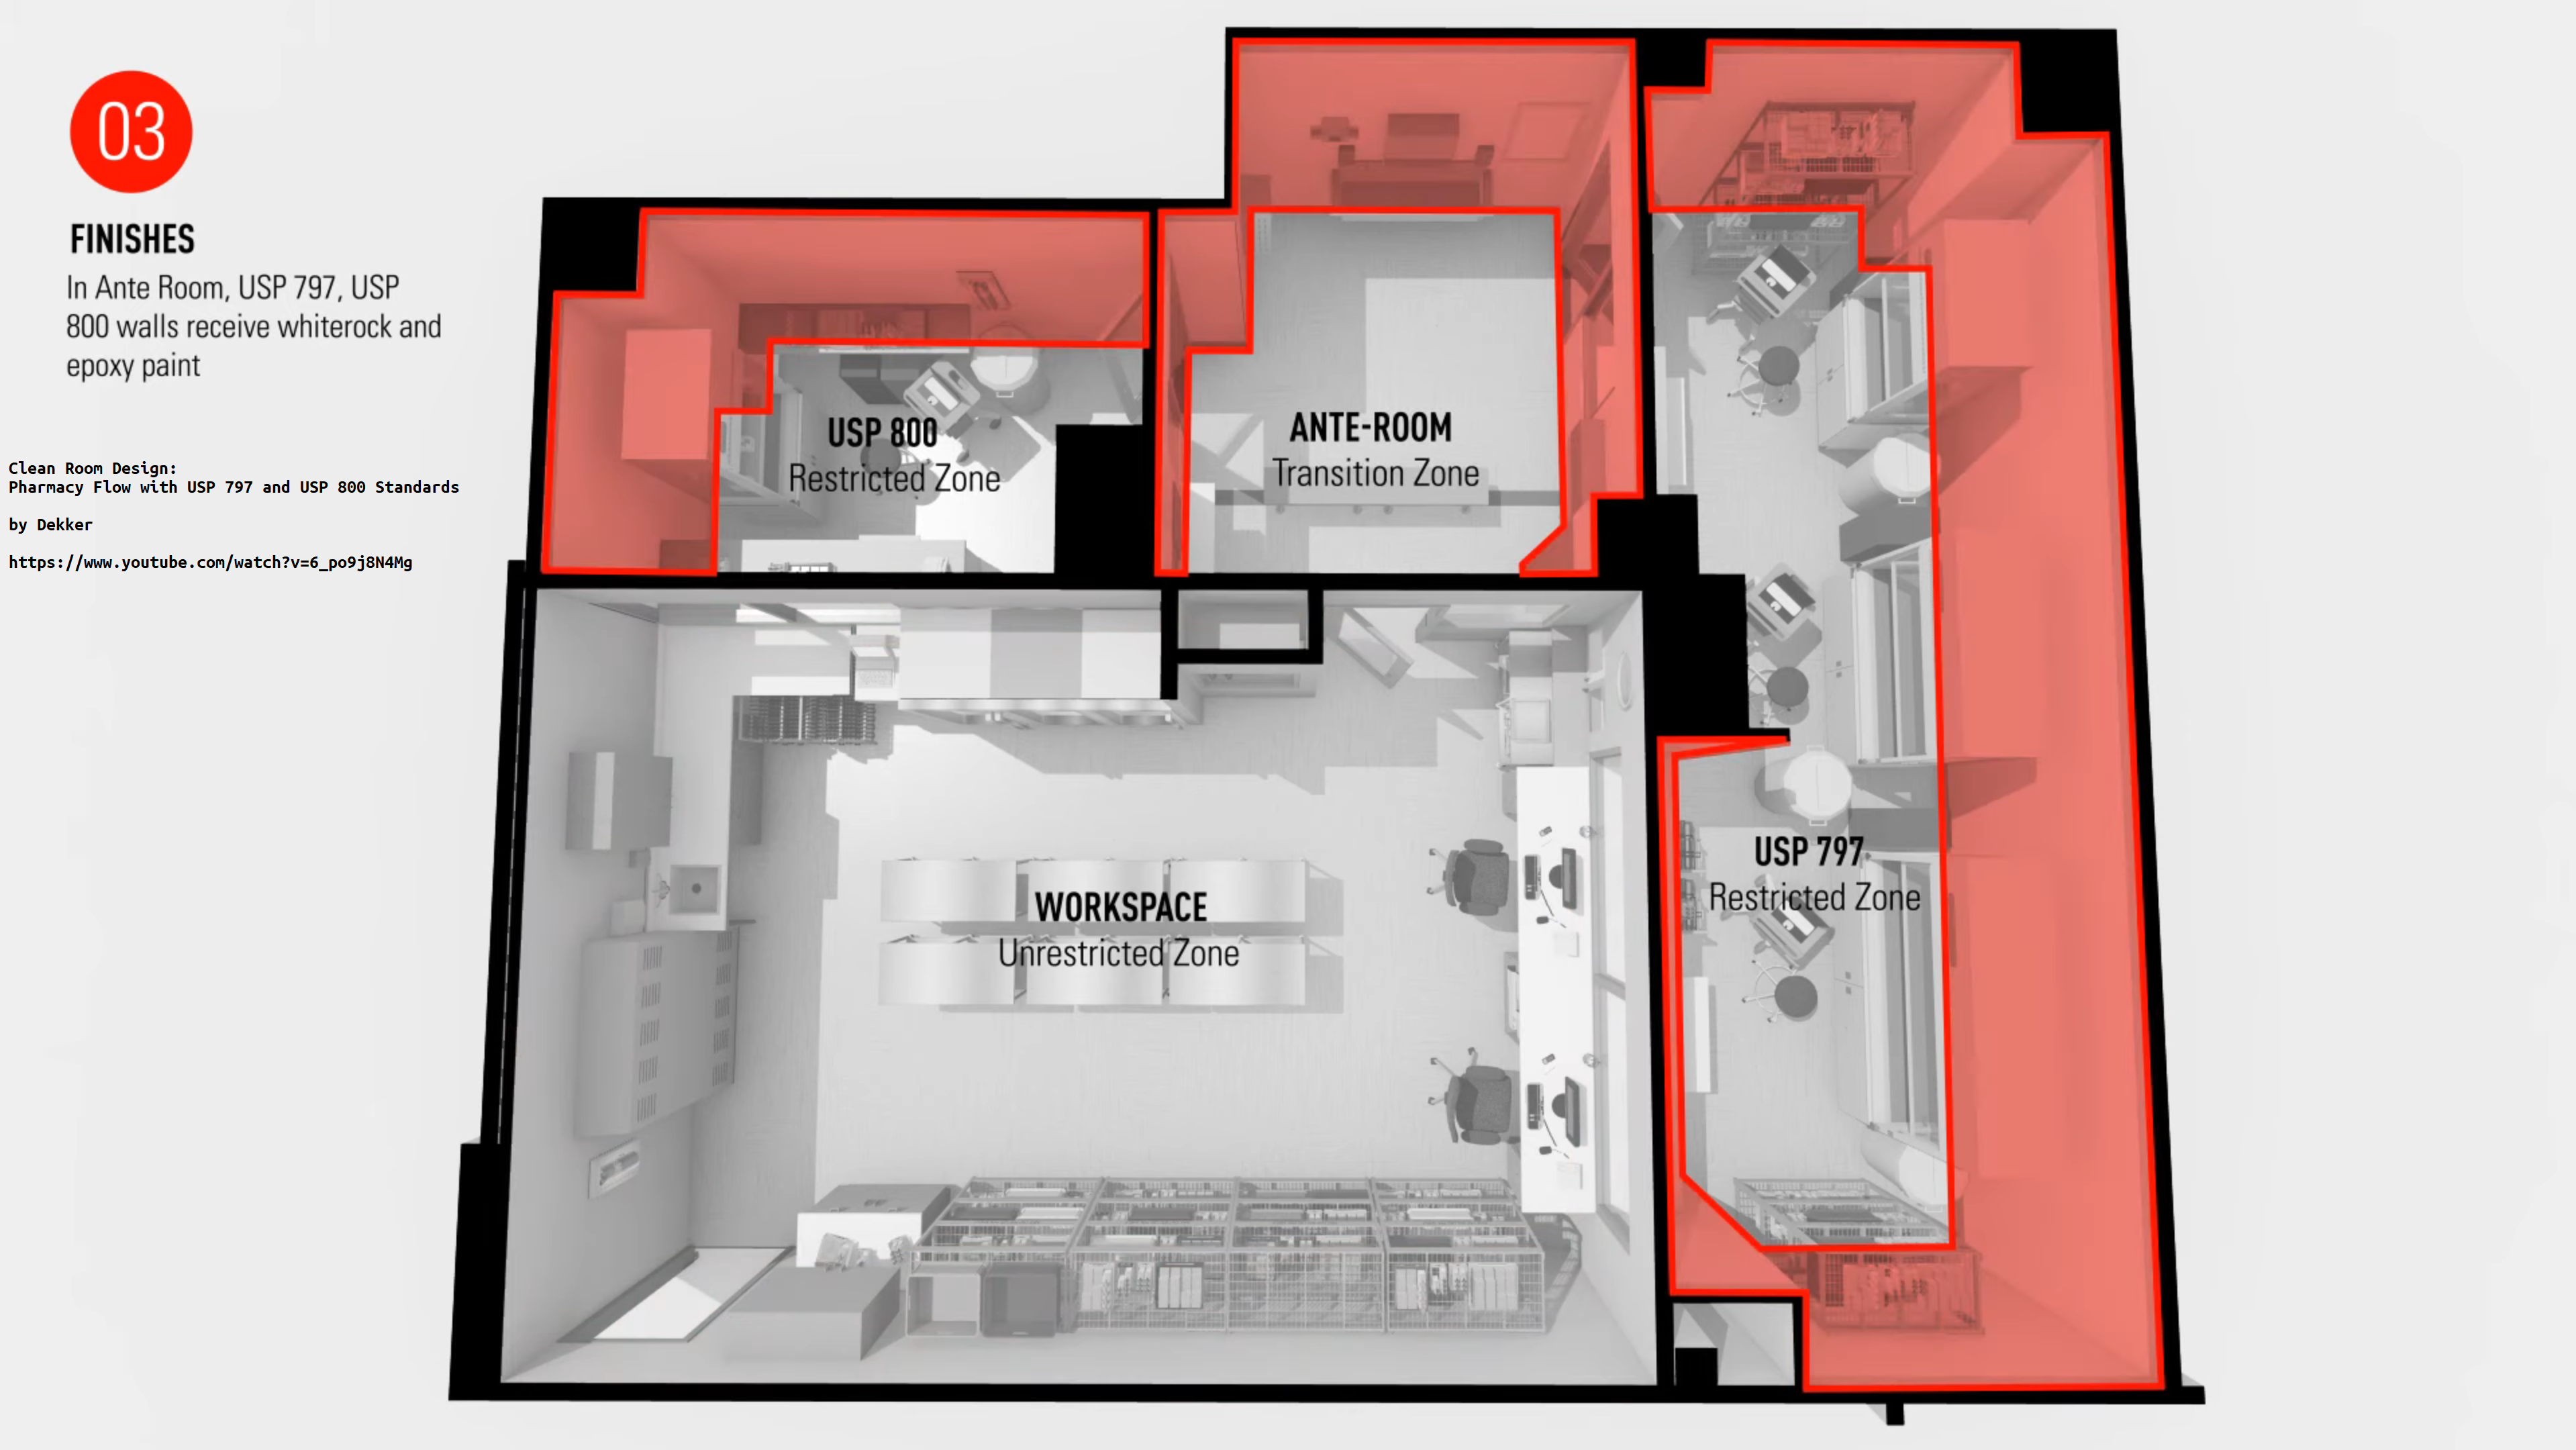 03
FINISHES
In Ante Room, USP 797, USP
800 walls receive whiterock and
epoxy paint
Clean Room Design:
Pharmacy Flow with USP 797 and USP 800 Standards
by Dekker
https://www.youtube.com/watch?v=6_po9j8N4Mg
USP 800
Restricted Zone
ANTE-ROOM
Transition Zone
USP 797
Restricted Zone
WORKSPACE
Unrestricted Zone